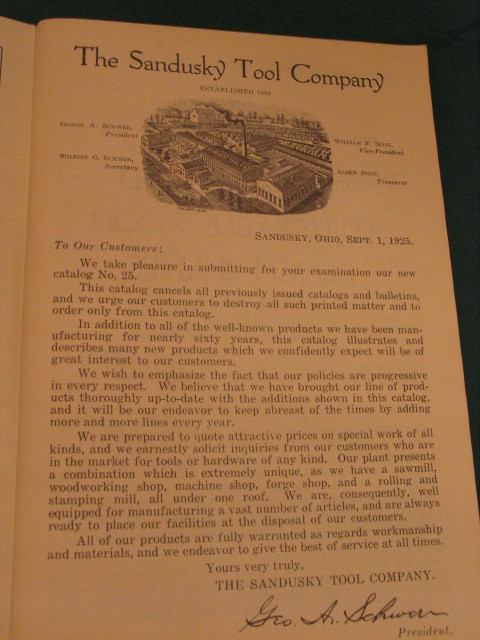 The Sandusky Tool Company
ESTABLISHED 1869
GEORGE A. SCHWER,
President
WILBERT G. SCHWER,
Secretary
WILLIAM F. SEITZ,
Vice-President
ALDEN SEITZ,
Treasurer
SANDUSKY, OHIO, SEPT. 1, 1925.
To Our Customers:
We take pleasure in submitting for your examination our new
catalog No. 25.
This catalog cancels all previously issued catalogs and bulletins,
and we urge our customers to destroy all such printed matter and to
order only from this catalog.
In addition to all of the well-known products we have been man-
ufacturing for nearly sixty years, this catalog illustrates and
describes many new products which we confidently expect will be of
great interest to our customers.
We wish to emphasize the fact that our policies are progressive
in every respect. We believe that we have brought our line of prod-
ucts thoroughly up-to-date with the additions shown in this catalog,
and it will be our endeavor to keep abreast of the times by adding
more and more lines every year.
We are prepared to quote attractive prices on special work of all
kinds, and we earnestly solicit inquiries from our customers who are
in the market for tools or hardware of any kind. Our plant presents
a combination which is extremely unique, as we have a sawmill,
woodworking shop, machine shop, forge shop, and a rolling and
stamping mill, all under one roof. We are, consequently, well
equipped for manufacturing a vast number of articles, and are always
ready to place our facilities at the disposal of our customers.
All of our products are fully warranted as regards workmanship
and materials, and we endeavor to give the best of service at all times.
Yours very truly,
THE SANDUSKY TOOL COMPANY.
Geo. A. Schwer
President.